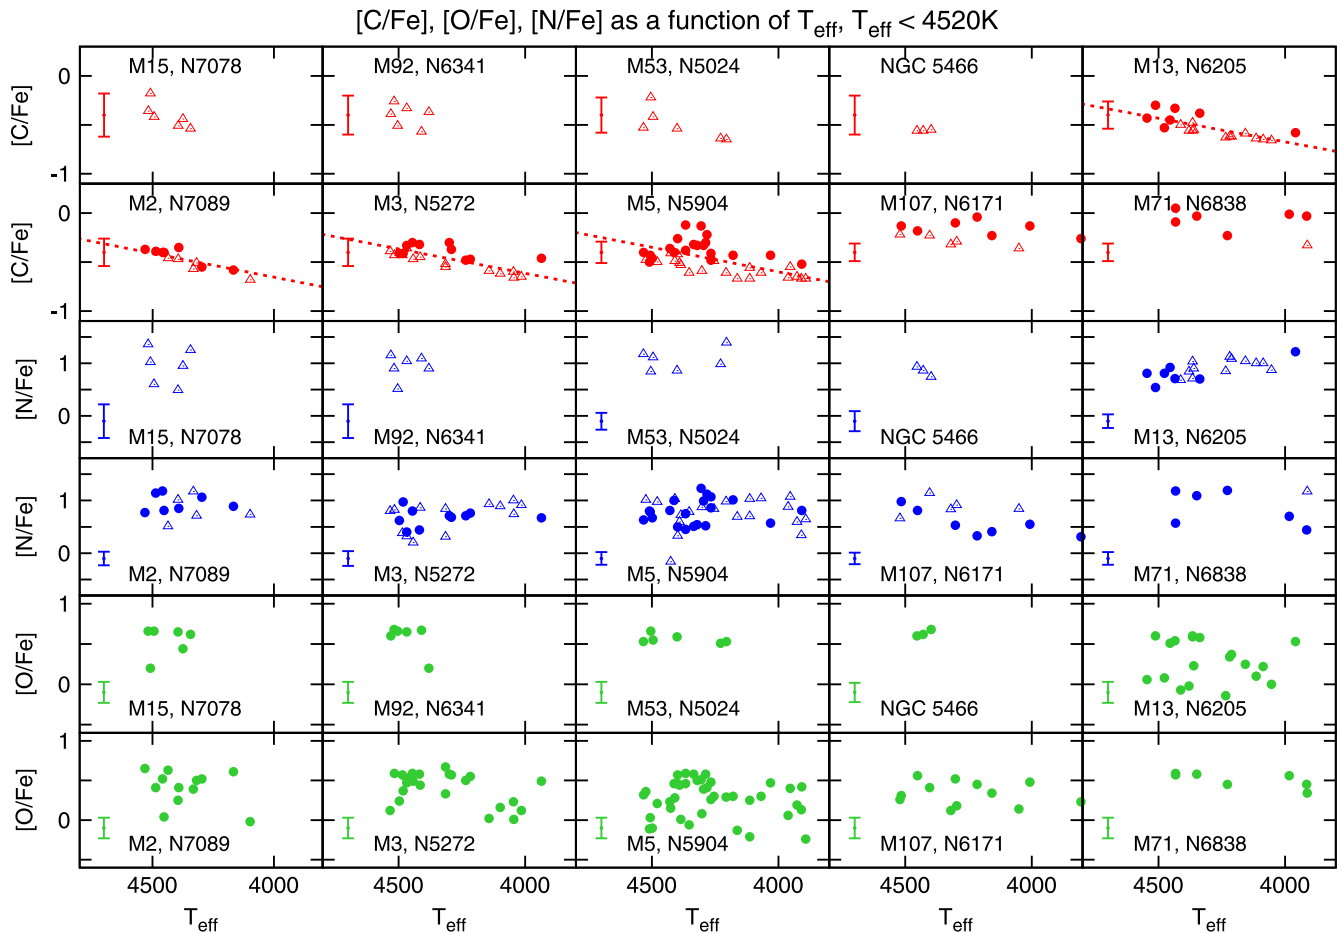 [C/Fe], [O/Fe], [N/Fe] as a function of Teff, Teff < 4520K
M15, N7078 M92, N6341 M53, N5024 NGC 5466 M13, N6205
0
[C/Fe]
-1
M2, N7089 M3, N5272 M5, N5904 M107, N6171 M71, N6838
0
[C/Fe]
-1
1
[N/Fe]
0
M15, N7078 M92, N6341 M53, N5024 NGC 5466 M13, N6205
1
[N/Fe]
0
M2, N7089 M3, N5272 M5, N5904 M107, N6171 M71, N6838
1
[O/Fe]
0
M15, N7078 M92, N6341 M53, N5024 NGC 5466 M13, N6205
1
[O/Fe]
0
M2, N7089 M3, N5272 M5, N5904 M107, N6171 M71, N6838
4500 4000 4500 4000 4500 4000 4500 4000 4500 4000
Teff Teff Teff Teff Teff